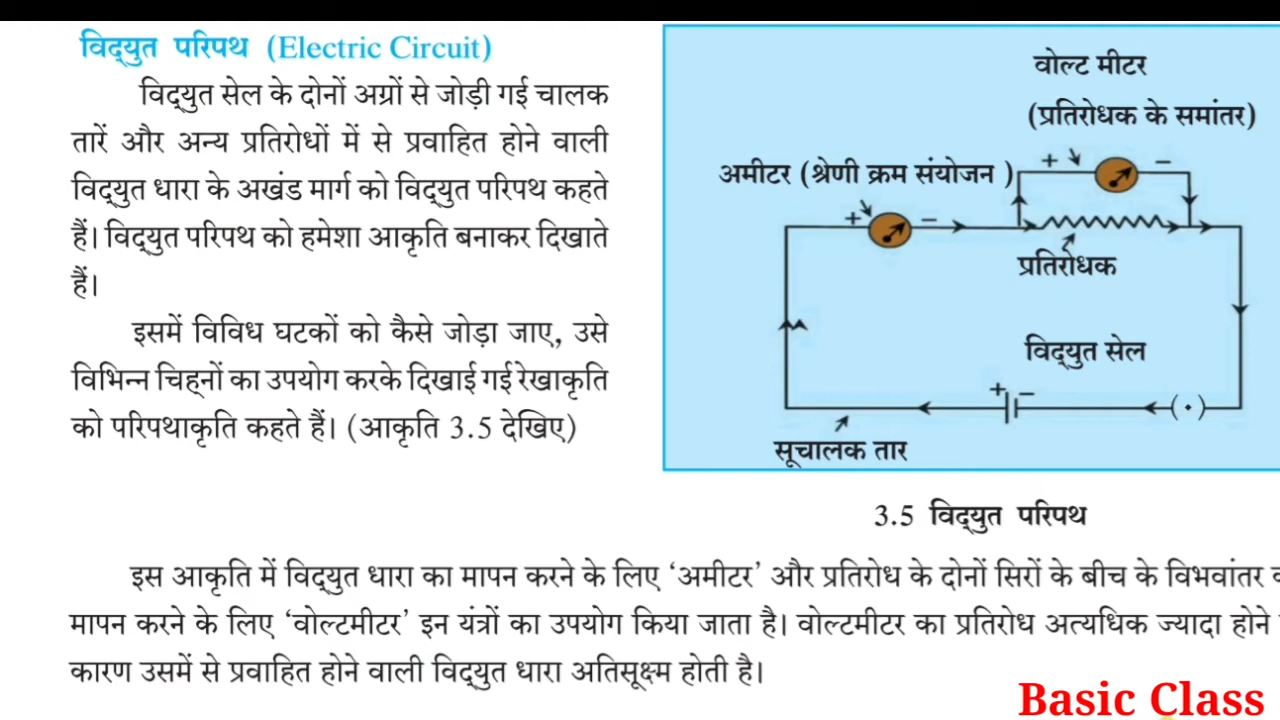 विद्युत परिपथ (Electric Circuit)
विद्युत सेल के दोनों अग्रों से जोड़ी गई चालक
तारें और अन्य प्रतिरोधों में से प्रवाहित होने वाली
विद्युत धारा के अखंड मार्ग को विद्युत परिपथ कहते
हैं। विद्युत परिपथ को हमेशा आकृति बनाकर दिखाते
हैं।
इसमें विविध घटकों को कैसे जोड़ा जाए, उसे
विभिन्न चिह्नों का उपयोग करके दिखाई गई रेखाकृति
को परिपथाकृति कहते हैं। (आकृति 3.5 देखिए)
वोल्ट मीटर
(प्रतिरोधक के समांतर)
+ −
अमीटर (श्रेणी क्रम संयोजन )
+ −
प्रतिरोधक
विद्युत सेल
+ −
(·)
सूचालक तार
3.5 विद्युत परिपथ
इस आकृति में विद्युत धारा का मापन करने के लिए ‘अमीटर’ और प्रतिरोध के दोनों सिरों के बीच के विभवांतर
मापन करने के लिए ‘वोल्टमीटर’ इन यंत्रों का उपयोग किया जाता है। वोल्टमीटर का प्रतिरोध अत्यधिक ज्यादा होने
कारण उसमें से प्रवाहित होने वाली विद्युत धारा अतिसूक्ष्म होती है।
Basic Class